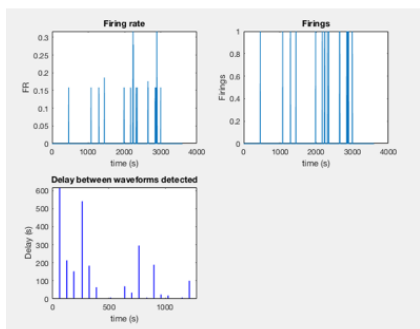 Firing rate
0.3
0.25
0.2
0.15
0.1
0.05
0
FR
0 1000 2000 3000 4000
time (s)
Firings
1
0.8
0.6
0.4
0.2
0
Firings
0 1000 2000 3000 4000
time (s)
Delay between waveforms detected
600
500
400
300
200
100
0
Delay (s)
0 500 1000
time (s)